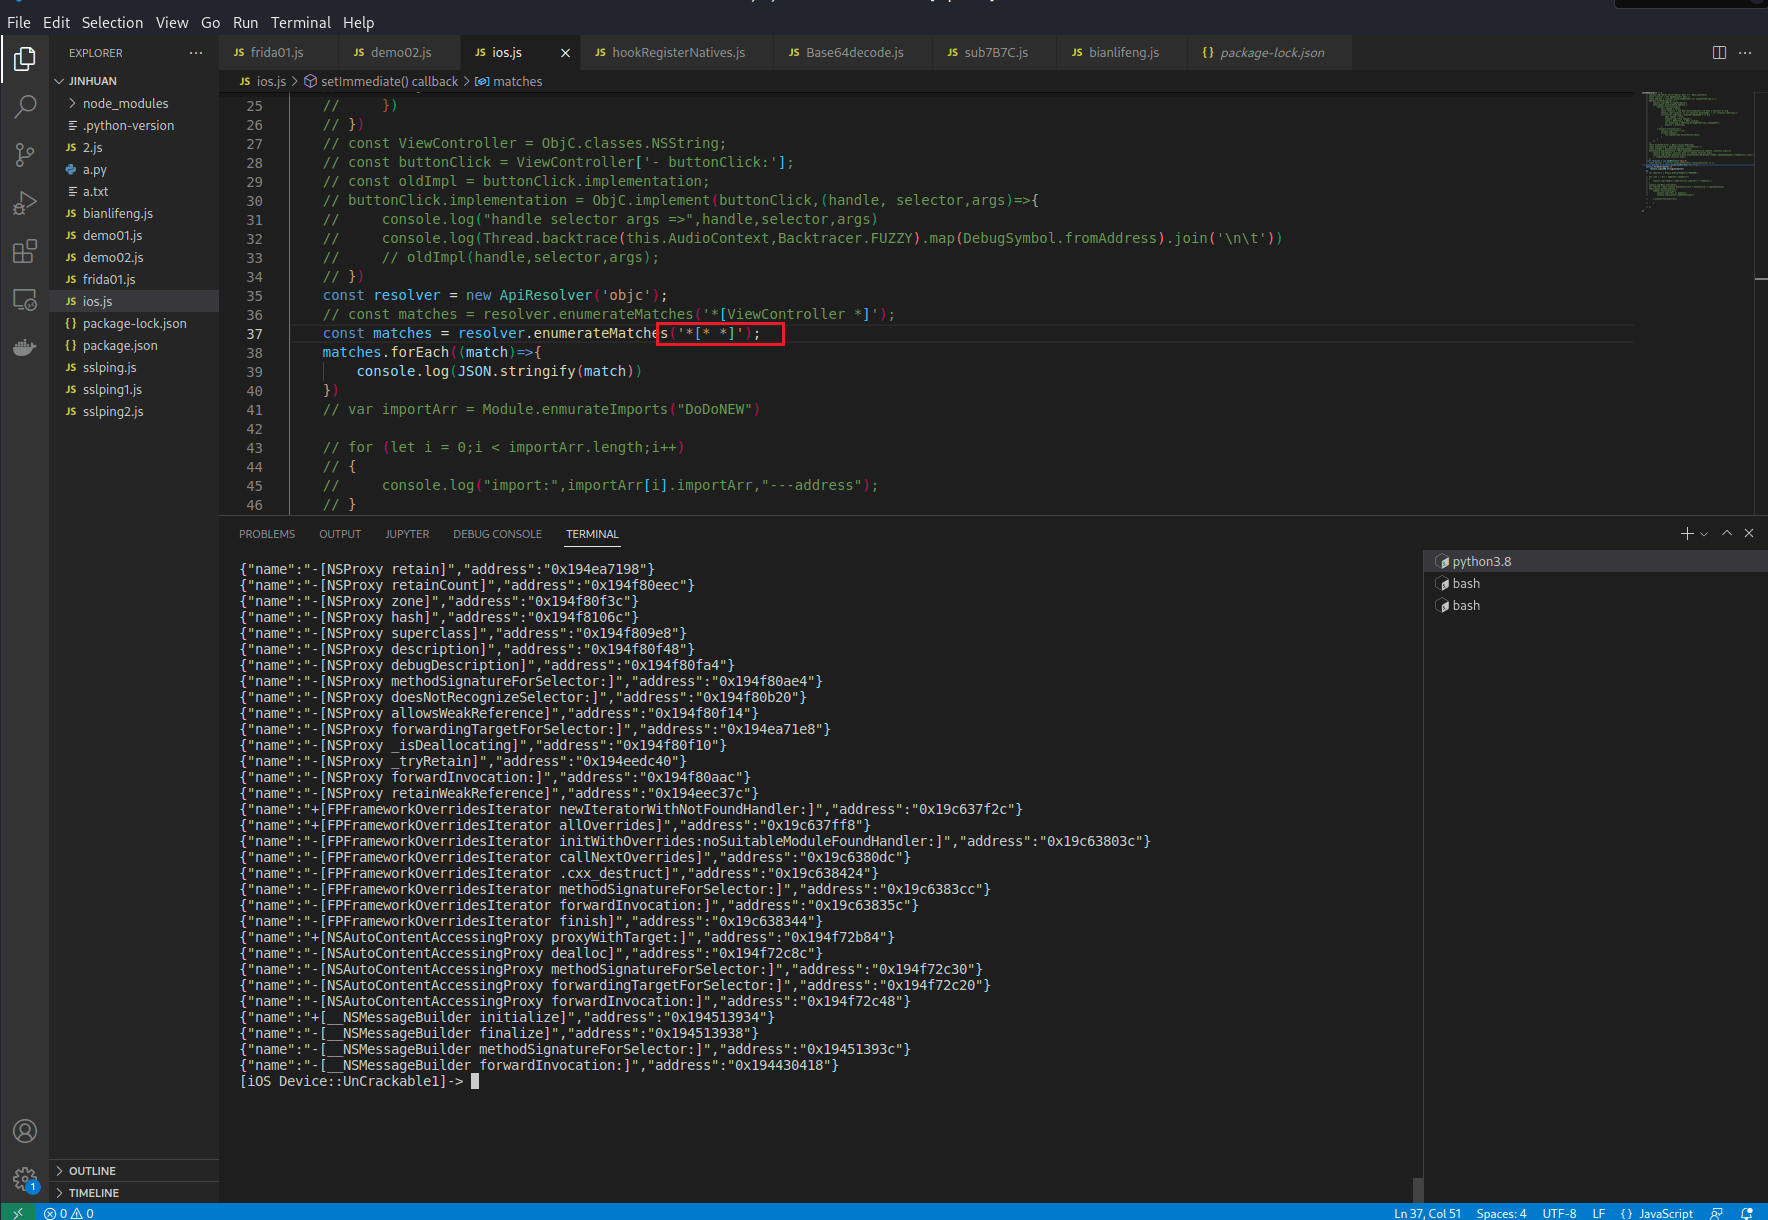 File Edit Selection View Go Run Terminal Help
EXPLORER ···
JS frida01.js JS demo02.js JS ios.js × JS hookRegisterNatives.js JS Base64decode.js JS sub7B7C.js JS bianlifeng.js {} package-lock.json ···
JS ios.js > setImmediate() callback > matches
JINHUAN
node_modules
.python-version
JS 2.js
a.py
a.txt
JS bianlifeng.js
JS demo01.js
JS demo02.js
JS frida01.js
JS ios.js
{} package-lock.json
{} package.json
JS sslping.js
JS sslping1.js
JS sslping2.js
OUTLINE
TIMELINE
25 // })
26 // })
27 // const ViewController = ObjC.classes.NSString;
28 // const buttonClick = ViewController['- buttonClick:'];
29 // const oldImpl = buttonClick.implementation;
30 // buttonClick.implementation = ObjC.implement(buttonClick,(handle, selector,args)=>{
31 // console.log("handle selector args =>",handle,selector,args)
32 // console.log(Thread.backtrace(this.AudioContext,Backtracer.FUZZY).map(DebugSymbol.fromAddress).join('\n\t'))
33 // // oldImpl(handle,selector,args);
34 // })
35 const resolver = new ApiResolver('objc');
36 // const matches = resolver.enumerateMatches('*[ViewController *]');
37 const matches = resolver.enumerateMatches('*[* *]');
38 matches.forEach((match)=>{
39 console.log(JSON.stringify(match))
40 })
41 // var importArr = Module.enmurateImports("DoDoNEW")
42
43 // for (let i = 0;i < importArr.length;i++)
44 // {
45 // console.log("import:",importArr[i].importArr,"---address");
46 // }
PROBLEMS OUTPUT JUPYTER DEBUG CONSOLE TERMINAL
{"name":"-[NSProxy retain]","address":"0x194ea7198"}
{"name":"-[NSProxy retainCount]","address":"0x194f80eec"}
{"name":"-[NSProxy zone]","address":"0x194f80f3c"}
{"name":"-[NSProxy hash]","address":"0x194f8106c"}
{"name":"-[NSProxy superclass]","address":"0x194f809e8"}
{"name":"-[NSProxy description]","address":"0x194f80f48"}
{"name":"-[NSProxy debugDescription]","address":"0x194f80fa4"}
{"name":"-[NSProxy methodSignatureForSelector:]","address":"0x194f80ae4"}
{"name":"-[NSProxy doesNotRecognizeSelector:]","address":"0x194f80b20"}
{"name":"-[NSProxy allowsWeakReference]","address":"0x194f80f14"}
{"name":"-[NSProxy forwardingTargetForSelector:]","address":"0x194ea71e8"}
{"name":"-[NSProxy _isDeallocating]","address":"0x194f80f10"}
{"name":"-[NSProxy _tryRetain]","address":"0x194eedc40"}
{"name":"-[NSProxy forwardInvocation:]","address":"0x194f80aac"}
{"name":"-[NSProxy retainWeakReference]","address":"0x194eec37c"}
{"name":"+[FPFrameworkOverridesIterator newIteratorWithNotFoundHandler:]","address":"0x19c637f2c"}
{"name":"+[FPFrameworkOverridesIterator allOverrides]","address":"0x19c637ff8"}
{"name":"-[FPFrameworkOverridesIterator initWithOverrides:noSuitableModuleFoundHandler:]","address":"0x19c63803c"}
{"name":"-[FPFrameworkOverridesIterator callNextOverrides]","address":"0x19c6380dc"}
{"name":"-[FPFrameworkOverridesIterator .cxx_destruct]","address":"0x19c638424"}
{"name":"-[FPFrameworkOverridesIterator methodSignatureForSelector:]","address":"0x19c6383cc"}
{"name":"-[FPFrameworkOverridesIterator forwardInvocation:]","address":"0x19c63835c"}
{"name":"-[FPFrameworkOverridesIterator finish]","address":"0x19c638344"}
{"name":"+[NSAutoContentAccessingProxy proxyWithTarget:]","address":"0x194f72b84"}
{"name":"-[NSAutoContentAccessingProxy dealloc]","address":"0x194f72c8c"}
{"name":"-[NSAutoContentAccessingProxy methodSignatureForSelector:]","address":"0x194f72c30"}
{"name":"-[NSAutoContentAccessingProxy forwardingTargetForSelector:]","address":"0x194f72c20"}
{"name":"-[NSAutoContentAccessingProxy forwardInvocation:]","address":"0x194f72c48"}
{"name":"+[__NSMessageBuilder initialize]","address":"0x194513934"}
{"name":"-[__NSMessageBuilder finalize]","address":"0x194513938"}
{"name":"-[__NSMessageBuilder methodSignatureForSelector:]","address":"0x19451393c"}
{"name":"-[__NSMessageBuilder forwardInvocation:]","address":"0x194430418"}
[iOS Device::UnCrackable1]->
python3.8
bash
bash
1
0 0 Ln 37, Col 51 Spaces: 4 UTF-8 LF {} JavaScript